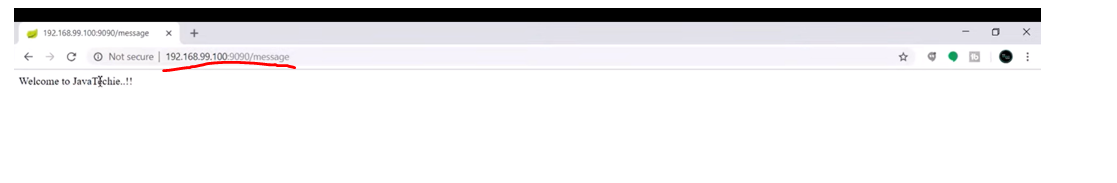 192.168.99.100:9090/message
Not secure
192.168.99.100:9090/message
Welcome to JavaTechie..!!